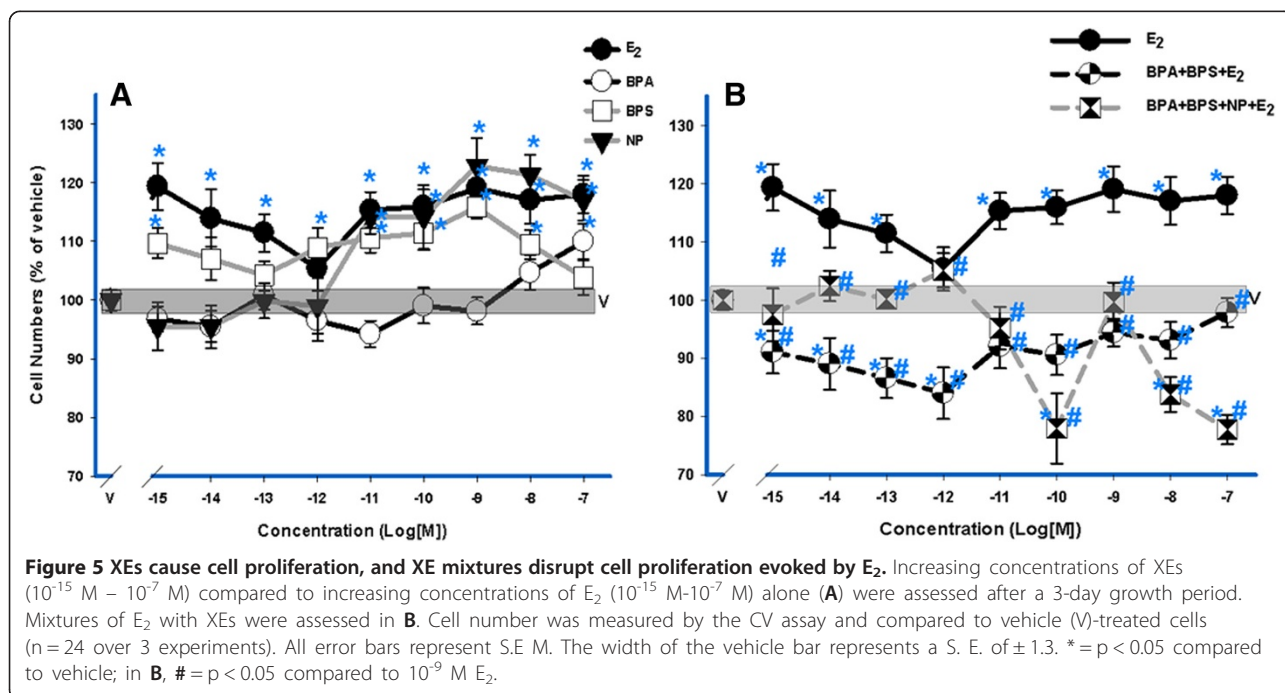 A
E2
BPA
BPS
NP
B
E2
BPA+BPS+E2
BPA+BPS+NP+E2
Cell Numbers (% of vehicle)
130
120
110
100
90
80
70
V
* * * * * * * * * * * * * * * * * * * *
V -15 -14 -13 -12 -11 -10 -9 -8 -7
Concentration (Log[M])
130
120
110
100
90
80
70
V
V -15 -14 -13 -12 -11 -10 -9 -8 -7
Concentration (Log[M])
Figure 5 XEs cause cell proliferation, and XE mixtures disrupt cell proliferation evoked by E2. Increasing concentrations of XEs
(10-15 M – 10-7 M) compared to increasing concentrations of E2 (10-15 M-10-7 M) alone (A) were assessed after a 3-day growth period.
Mixtures of E2 with XEs were assessed in B. Cell number was measured by the CV assay and compared to vehicle (V)-treated cells
(n = 24 over 3 experiments). All error bars represent S.E M. The width of the vehicle bar represents a S. E. of ± 1.3. * = p < 0.05 compared
to vehicle; in B, # = p < 0.05 compared to 10-9 M E2.